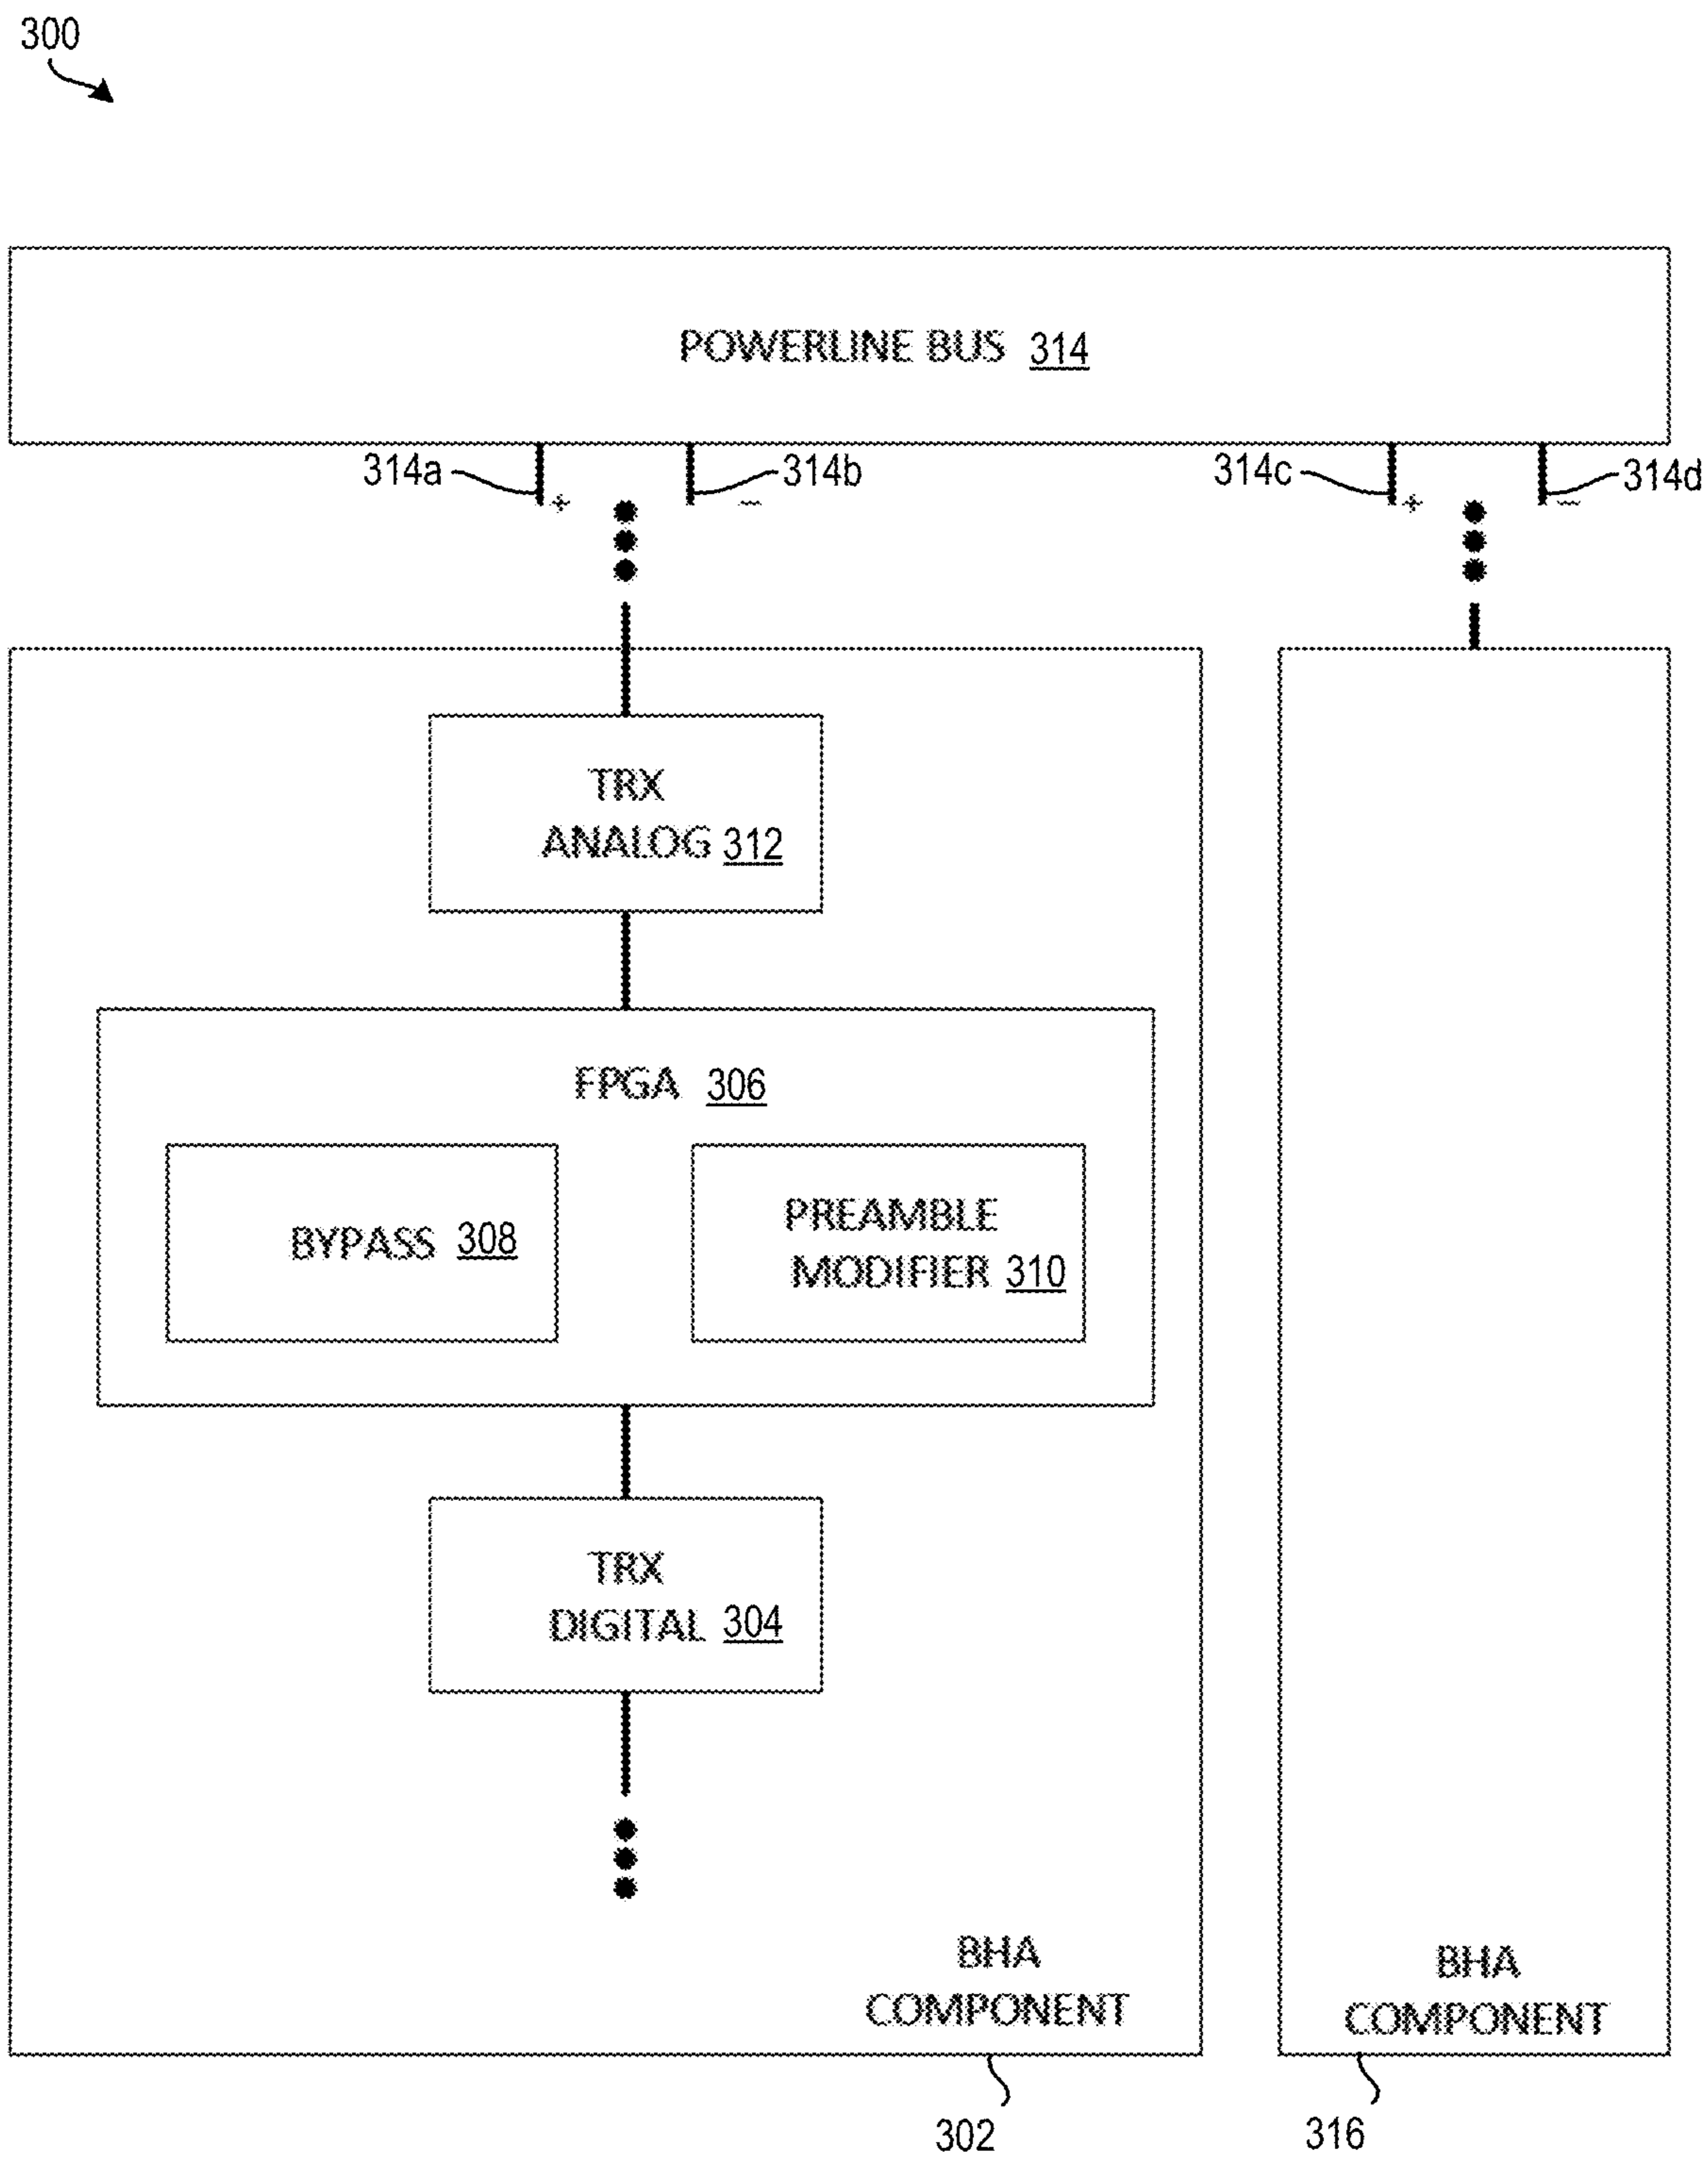 300
POWERLINE BUS 314
314a + 314b − 314c + 314d −
TRX
ANALOG 312
FPGA 306
BYPASS 308
PREAMBLE
MODIFIER 310
TRX
DIGITAL 304
BHA
COMPONENT
BHA
COMPONENT
302
316